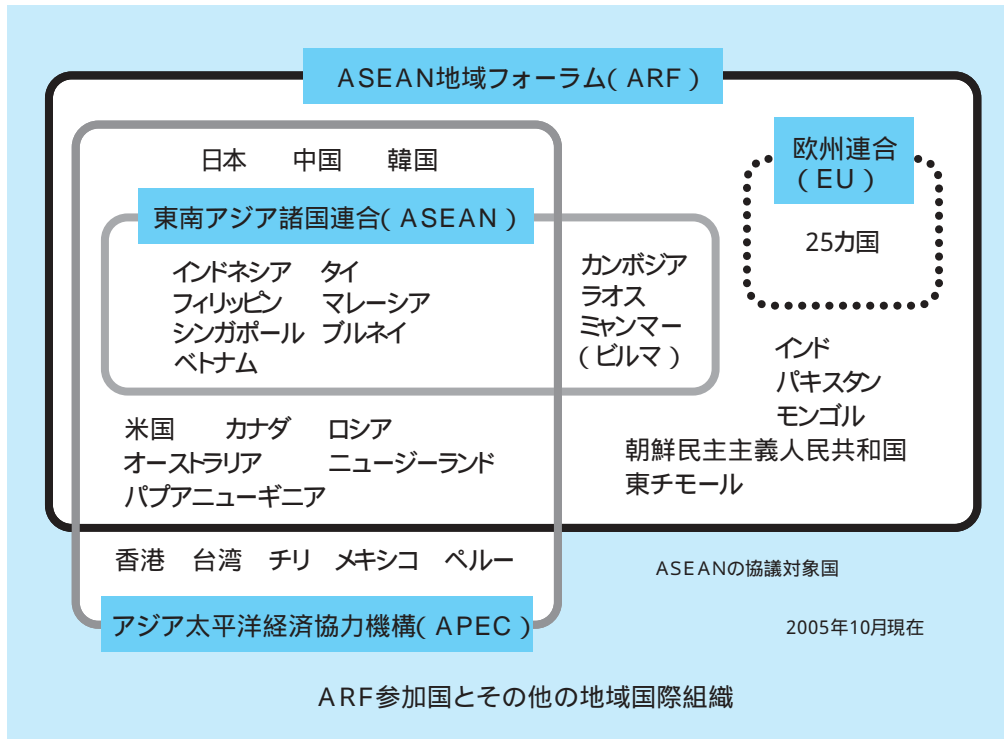 ASEAN地域フォーラム(ARF)
日本 中国 韓国
東南アジア諸国連合(ASEAN)
インドネシア タイ
フィリッピン マレーシア
シンガポール ブルネイ
ベトナム
カンボジア
ラオス
ミャンマー
(ビルマ)
欧州連合
(EU)
25カ国
インド
パキスタン
モンゴル
朝鮮民主主義人民共和国
東チモール
米国 カナダ ロシア
オーストラリア ニュージーランド
パプアニューギニア
香港 台湾 チリ メキシコ ペルー
アジア太平洋経済協力機構(APEC)
ASEANの協議対象国
2005年10月現在
ARF参加国とその他の地域国際組織